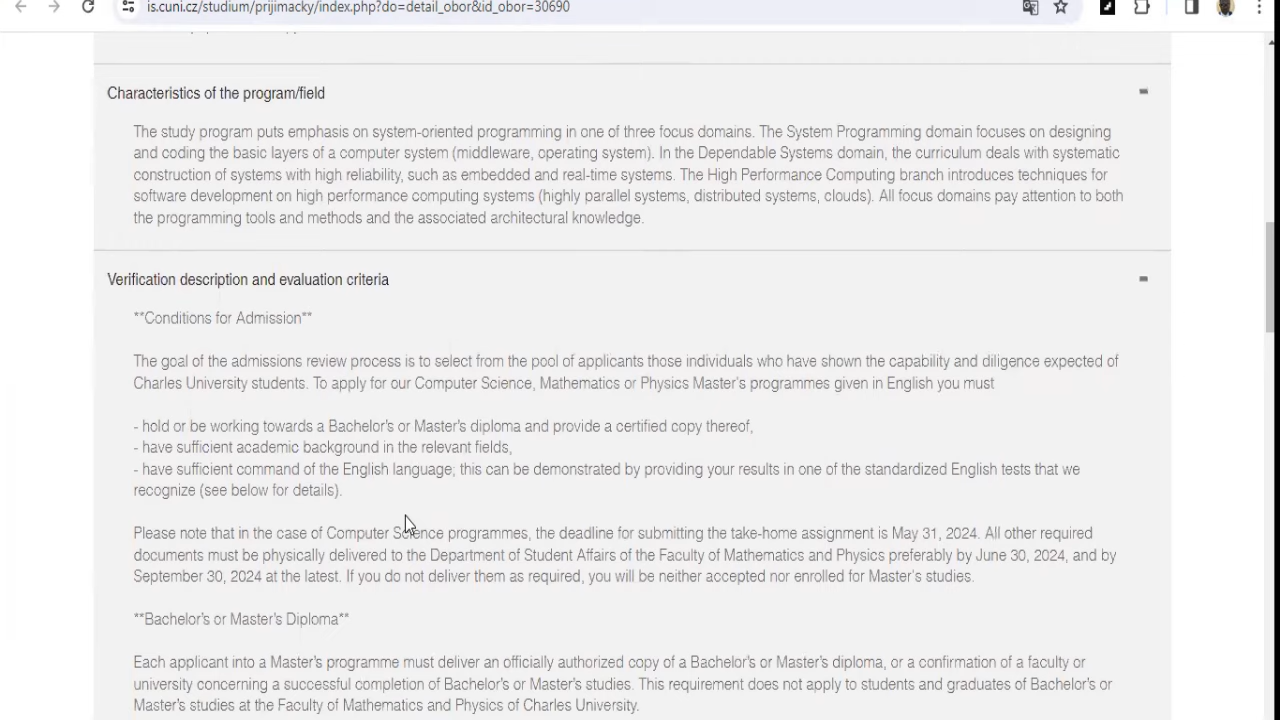 is.cuni.cz/studium/prijimacky/index.php?do=detail_obor&id_obor=30690
Characteristics of the program/field
The study program puts emphasis on system-oriented programming in one of three focus domains. The System Programming domain focuses on designing
and coding the basic layers of a computer system (middleware, operating system). In the Dependable Systems domain, the curriculum deals with systematic
construction of systems with high reliability, such as embedded and real-time systems. The High Performance Computing branch introduces techniques for
software development on high performance computing systems (highly parallel systems, distributed systems, clouds). All focus domains pay attention to both
the programming tools and methods and the associated architectural knowledge.
Verification description and evaluation criteria
**Conditions for Admission**
The goal of the admissions review process is to select from the pool of applicants those individuals who have shown the capability and diligence expected of
Charles University students. To apply for our Computer Science, Mathematics or Physics Master's programmes given in English you must
- hold or be working towards a Bachelor's or Master's diploma and provide a certified copy thereof,
- have sufficient academic background in the relevant fields,
- have sufficient command of the English language; this can be demonstrated by providing your results in one of the standardized English tests that we
recognize (see below for details).
Please note that in the case of Computer Science programmes, the deadline for submitting the take-home assignment is May 31, 2024. All other required
documents must be physically delivered to the Department of Student Affairs of the Faculty of Mathematics and Physics preferably by June 30, 2024, and by
September 30, 2024 at the latest. If you do not deliver them as required, you will be neither accepted nor enrolled for Master's studies.
**Bachelor's or Master's Diploma**
Each applicant into a Master's programme must deliver an officially authorized copy of a Bachelor's or Master's diploma, or a confirmation of a faculty or
university concerning a successful completion of Bachelor's or Master's studies. This requirement does not apply to students and graduates of Bachelor's or
Master's studies at the Faculty of Mathematics and Physics of Charles University.